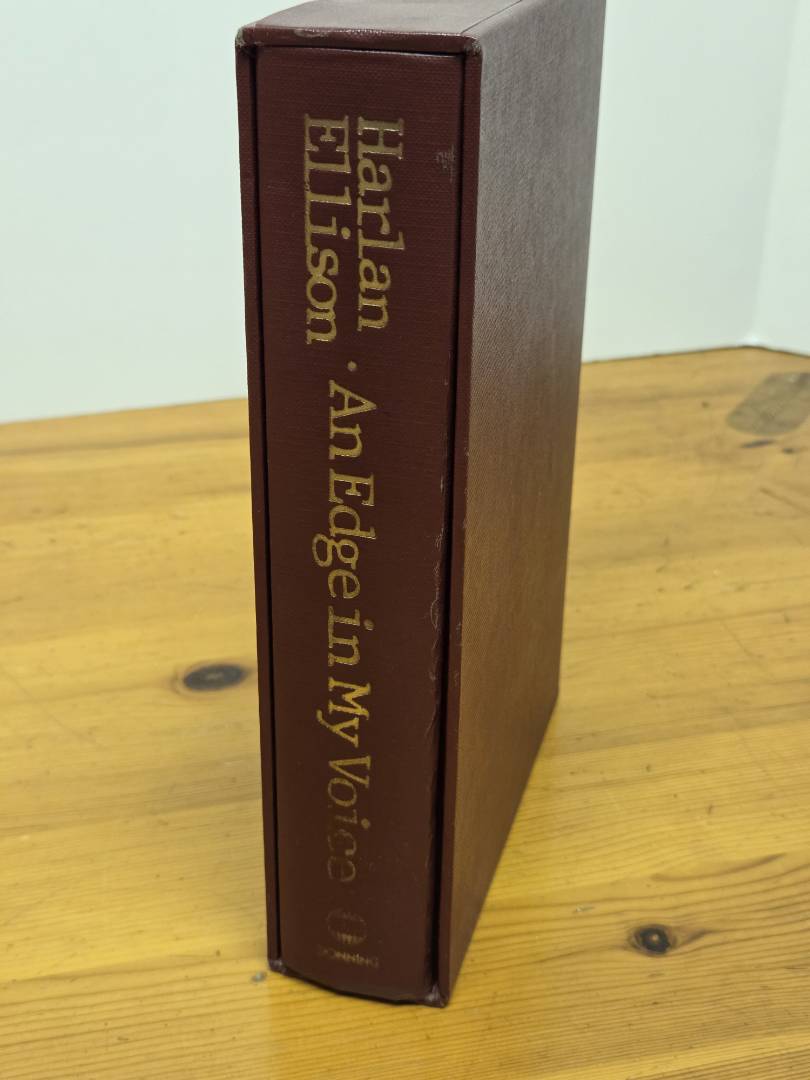 Harlan
Ellison
· An Edge in My Voice ·
DONNING